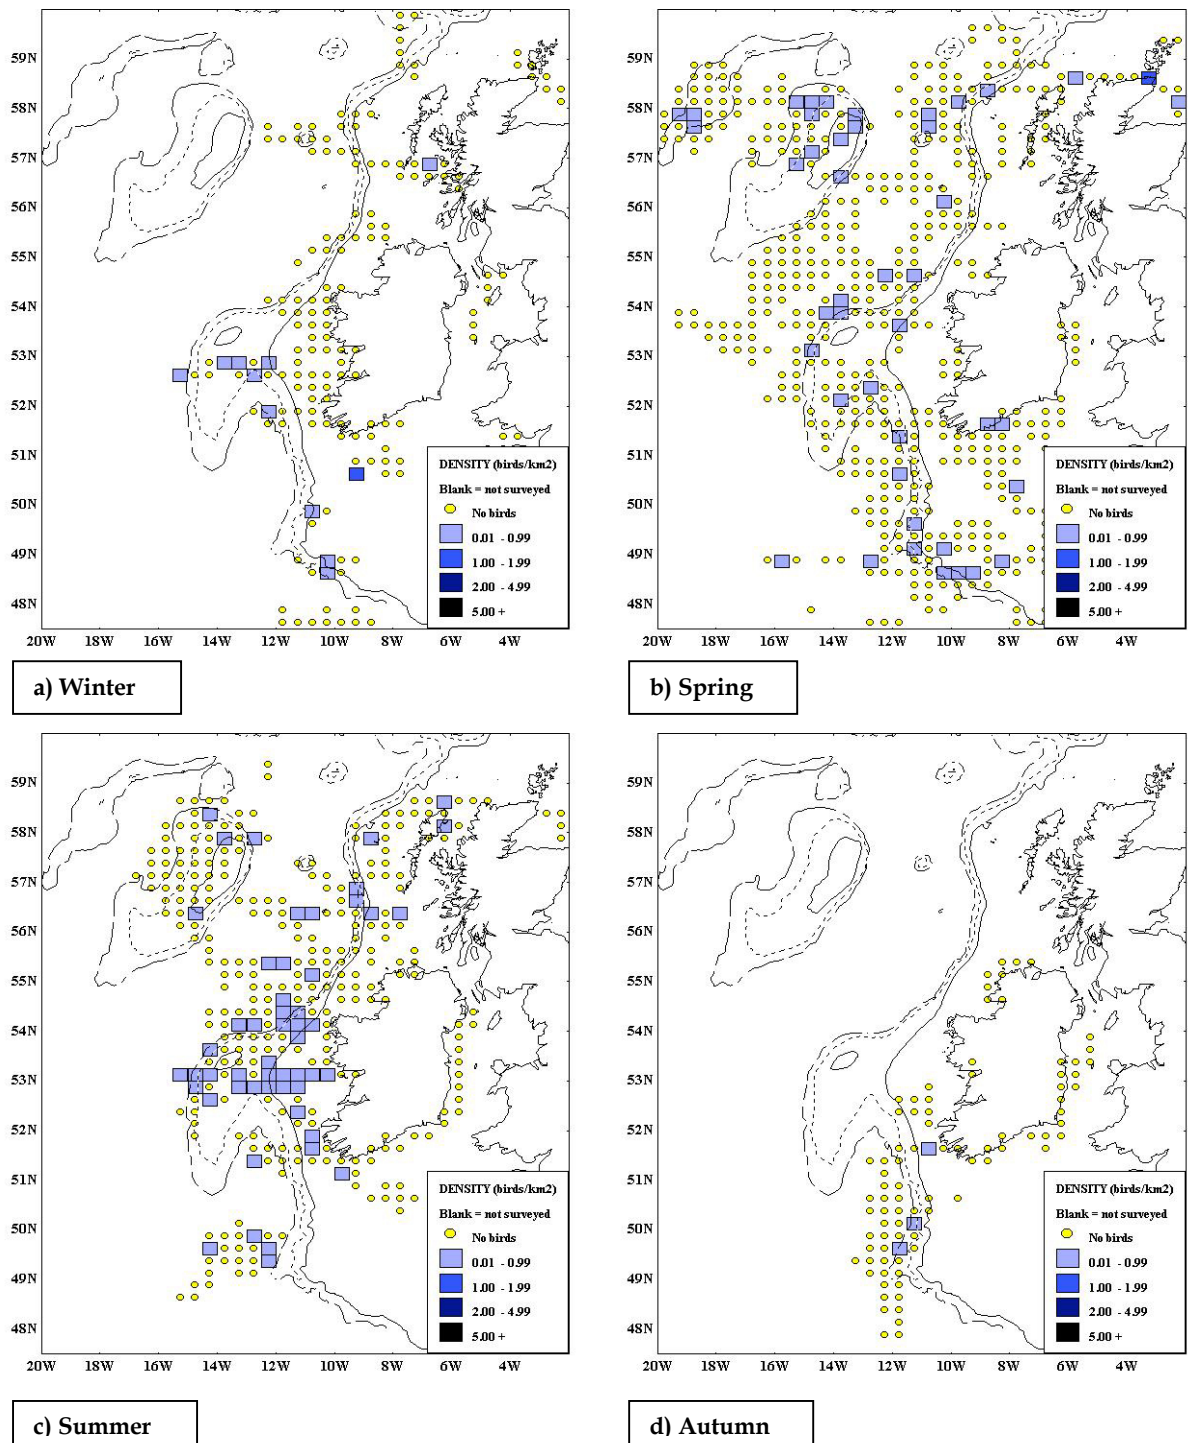 59N
58N
57N
56N
55N
54N
53N
52N
51N
50N
49N
48N
20W 16W 14W 12W 10W 8W 6W 4W
DENSITY (birds/km2)
Blank = not surveyed
No birds
0.01 - 0.99
1.00 - 1.99
2.00 - 4.99
5.00 +
a) Winter
59N
58N
57N
56N
55N
54N
53N
52N
51N
50N
49N
48N
20W 16W 14W 12W 10W 8W 6W 4W
DENSITY (birds/km2)
Blank = not surveyed
No birds
0.01 - 0.99
1.00 - 1.99
2.00 - 4.99
5.00 +
b) Spring
59N
58N
57N
56N
55N
54N
53N
52N
51N
50N
49N
48N
20W 16W 14W 12W 10W 8W 6W 4W
DENSITY (birds/km2)
Blank = not surveyed
No birds
0.01 - 0.99
1.00 - 1.99
2.00 - 4.99
5.00 +
c) Summer
59N
58N
57N
56N
55N
54N
53N
52N
51N
50N
49N
48N
20W 16W 14W 12W 10W 8W 6W 4W
DENSITY (birds/km2)
Blank = not surveyed
No birds
0.01 - 0.99
1.00 - 1.99
2.00 - 4.99
5.00 +
d) Autumn